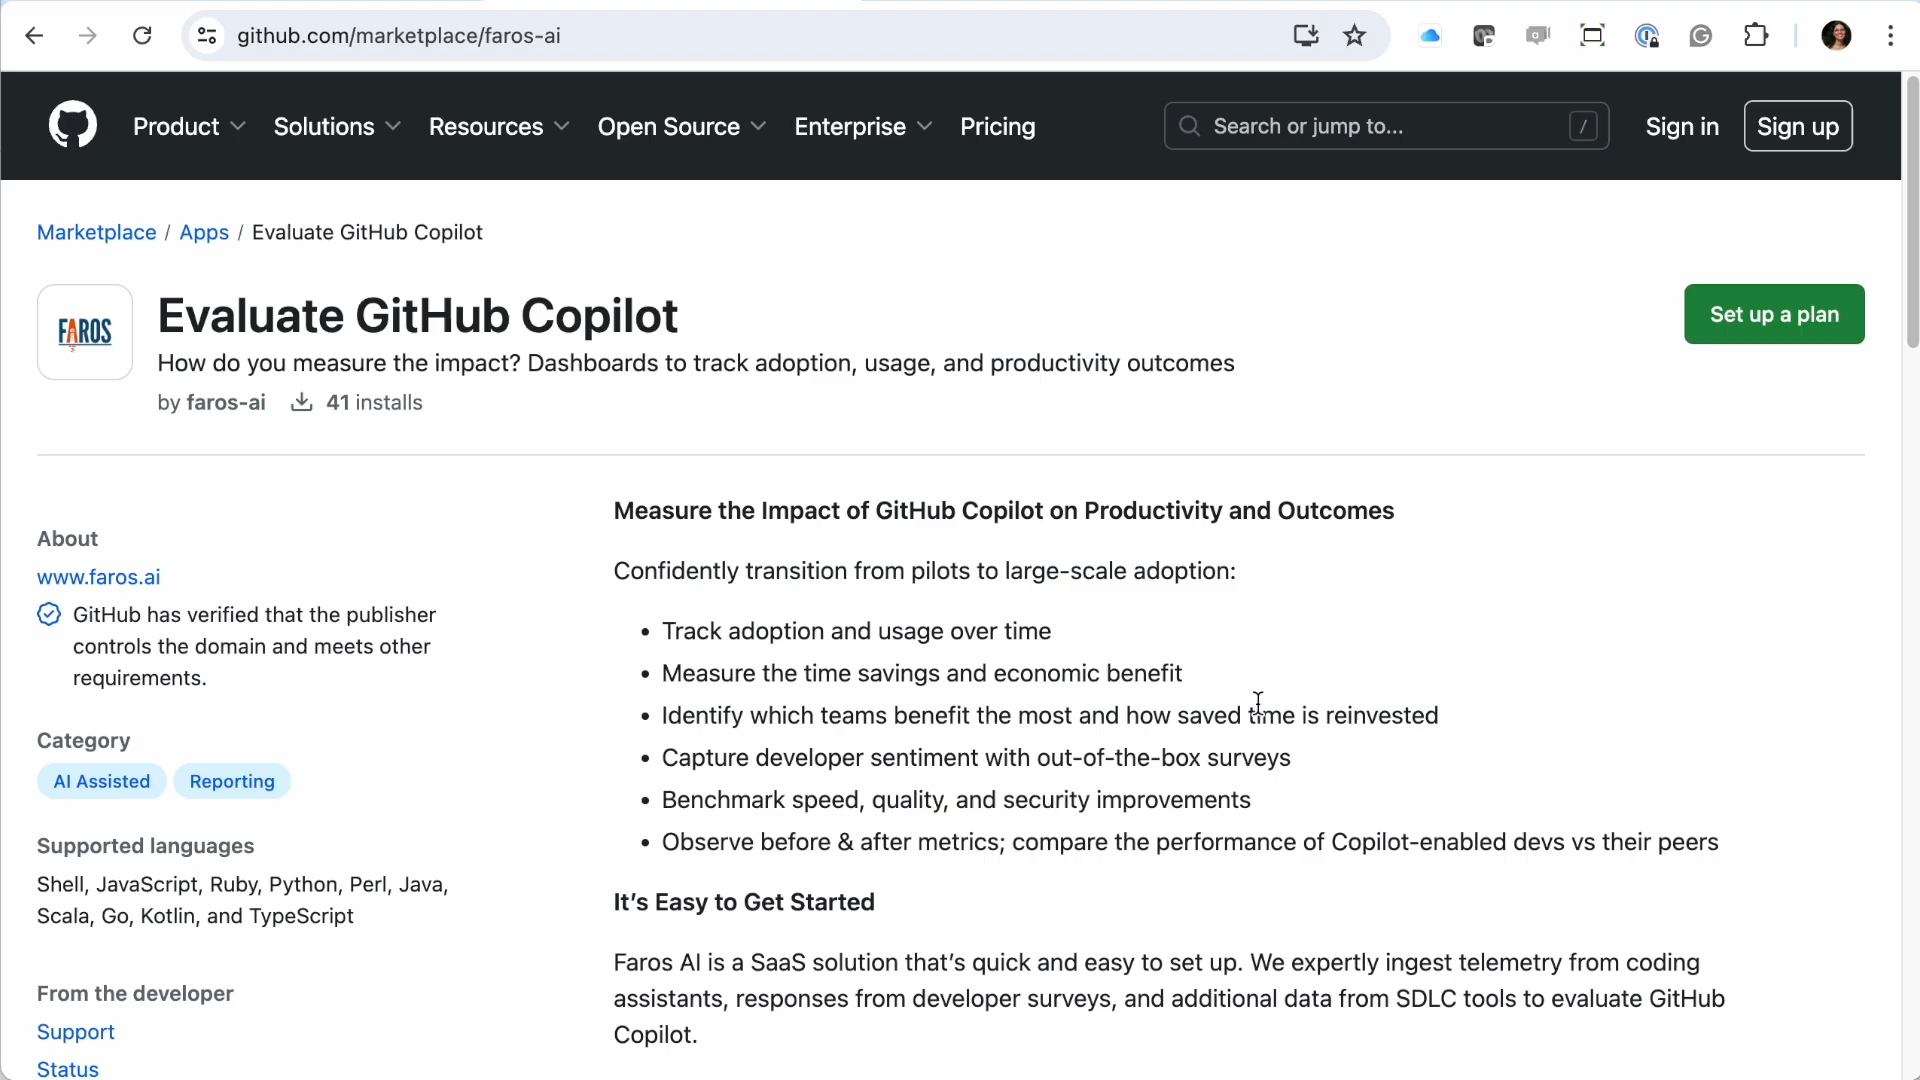 github.com/marketplace/faros-ai
Product
Solutions
Resources
Open Source
Enterprise
Pricing
Search or jump to...
/
Sign in
Sign up
Marketplace / Apps / Evaluate GitHub Copilot
FAROS
Evaluate GitHub Copilot
Set up a plan
How do you measure the impact? Dashboards to track adoption, usage, and productivity outcomes
by faros-ai 41 installs
About
www.faros.ai
GitHub has verified that the publisher
controls the domain and meets other
requirements.
Category
AI Assisted
Reporting
Supported languages
Shell, JavaScript, Ruby, Python, Perl, Java,
Scala, Go, Kotlin, and TypeScript
From the developer
Support
Status
Measure the Impact of GitHub Copilot on Productivity and Outcomes
Confidently transition from pilots to large-scale adoption:
• Track adoption and usage over time
• Measure the time savings and economic benefit
• Identify which teams benefit the most and how saved time is reinvested
• Capture developer sentiment with out-of-the-box surveys
• Benchmark speed, quality, and security improvements
• Observe before & after metrics; compare the performance of Copilot-enabled devs vs their peers
It’s Easy to Get Started
Faros AI is a SaaS solution that’s quick and easy to set up. We expertly ingest telemetry from coding
assistants, responses from developer surveys, and additional data from SDLC tools to evaluate GitHub
Copilot.